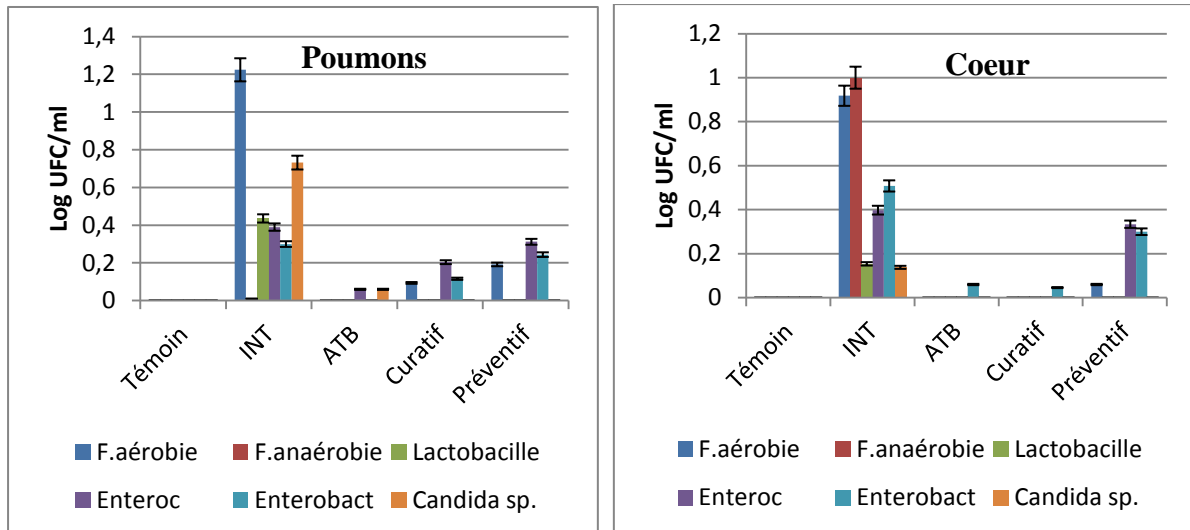 Poumons
Log UFC/ml
1,4
1,2
1
0,8
0,6
0,4
0,2
0
Témoin
INT
ATB
Curatif
Préventif
F.aérobie
F.anaérobie
Lactobacille
Enteroc
Enterobact
Candida sp.
Coeur
Log UFC/ml
1,2
1
0,8
0,6
0,4
0,2
0
Témoin
INT
ATB
Curatif
Préventif
F.aérobie
F.anaérobie
Lactobacille
Enteroc
Enterobact
Candida sp.